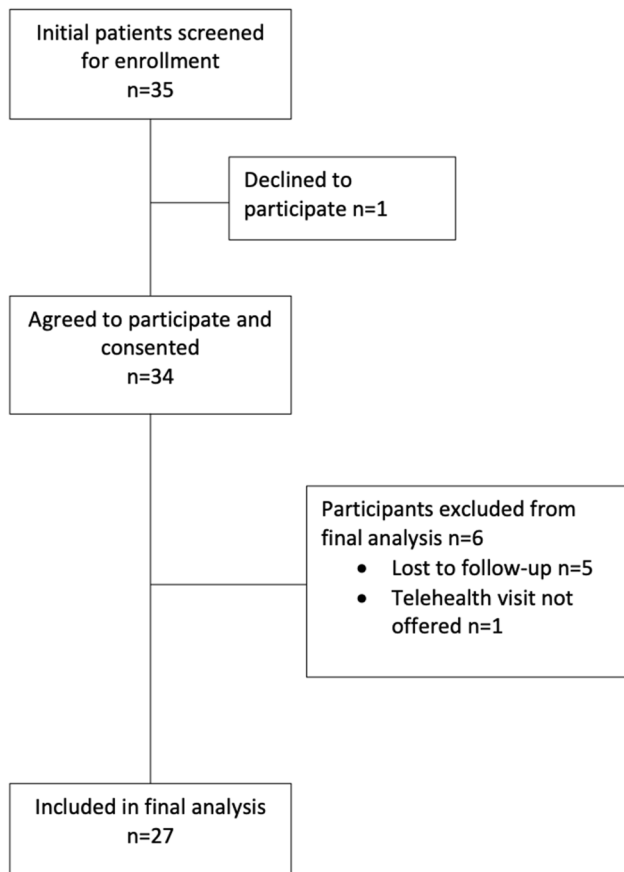 Initial patients screened
for enrollment
n=35
Declined to
participate n=1
Agreed to participate and
consented
n=34
Participants excluded from
final analysis n=6
• Lost to follow-up n=5
• Telehealth visit not
offered n=1
Included in final analysis
n=27